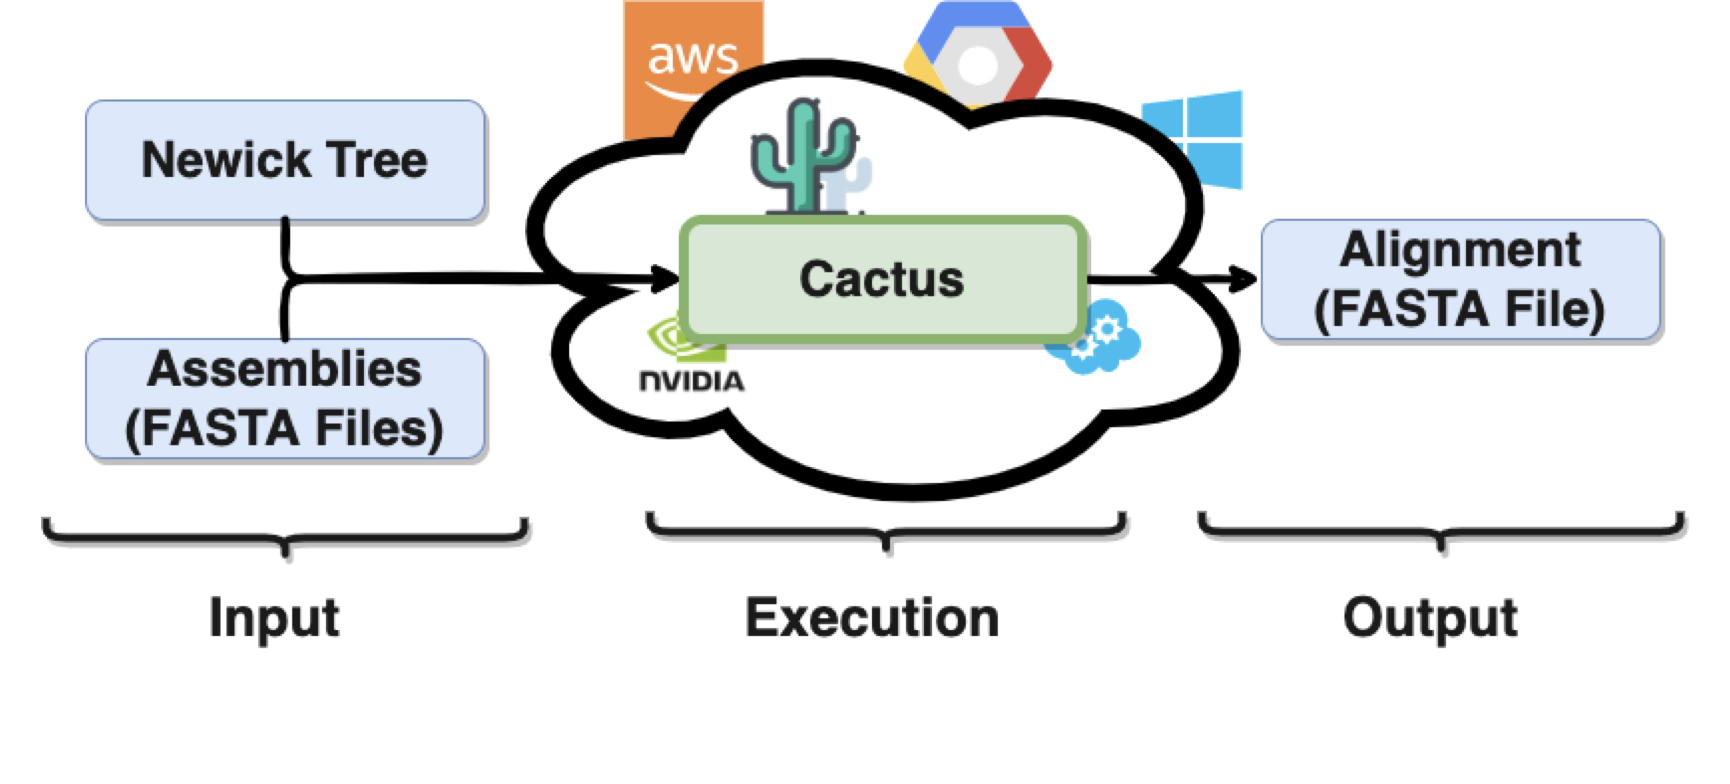 aws
Newick Tree
Cactus
Alignment
(FASTA File)
Assemblies
(FASTA Files)
NVIDIA
Input
Execution
Output